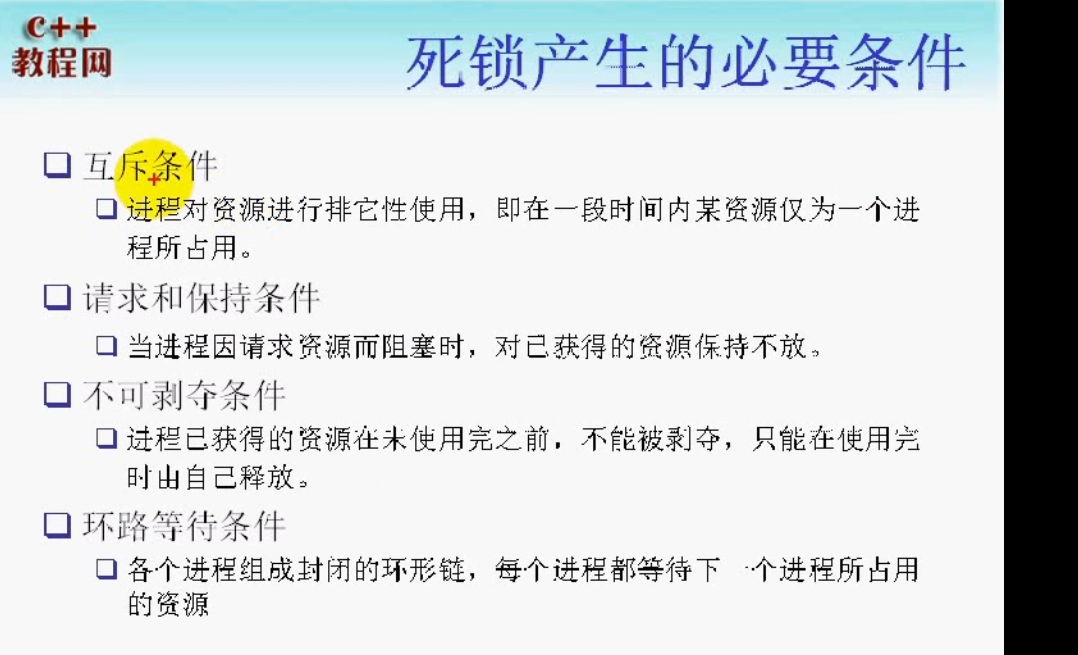 C++
教程网
死锁产生的必要条件
互斥条件
进程对资源进行排它性使用，即在一段时间内某资源仅为一个进
程所占用。
请求和保持条件
当进程因请求资源而阻塞时，对已获得的资源保持不放。
不可剥夺条件
进程已获得的资源在未使用完之前，不能被剥夺，只能在使用完
时由自己释放。
环路等待条件
各个进程组成封闭的环形链，每个进程都等待下一个进程所占用
的资源